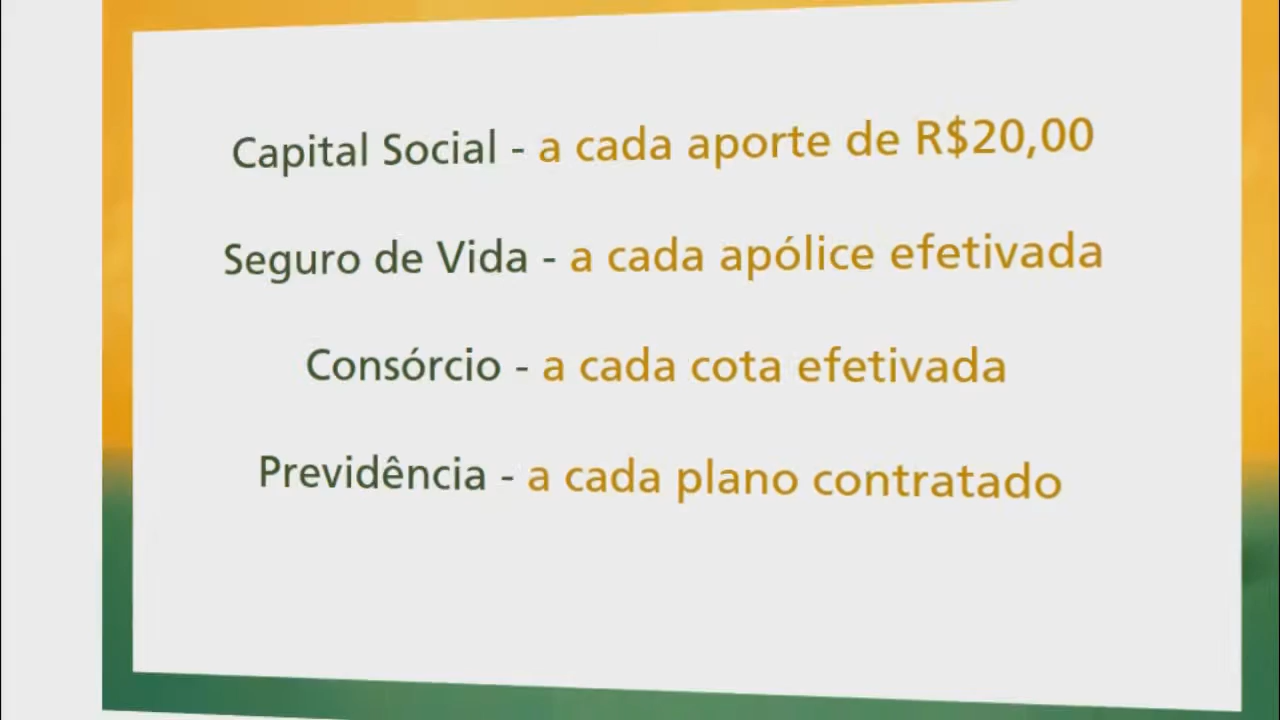 Capital Social - a cada aporte de R$20,00
Seguro de Vida - a cada apólice efetivada
Consórcio - a cada cota efetivada
Previdência - a cada plano contratado